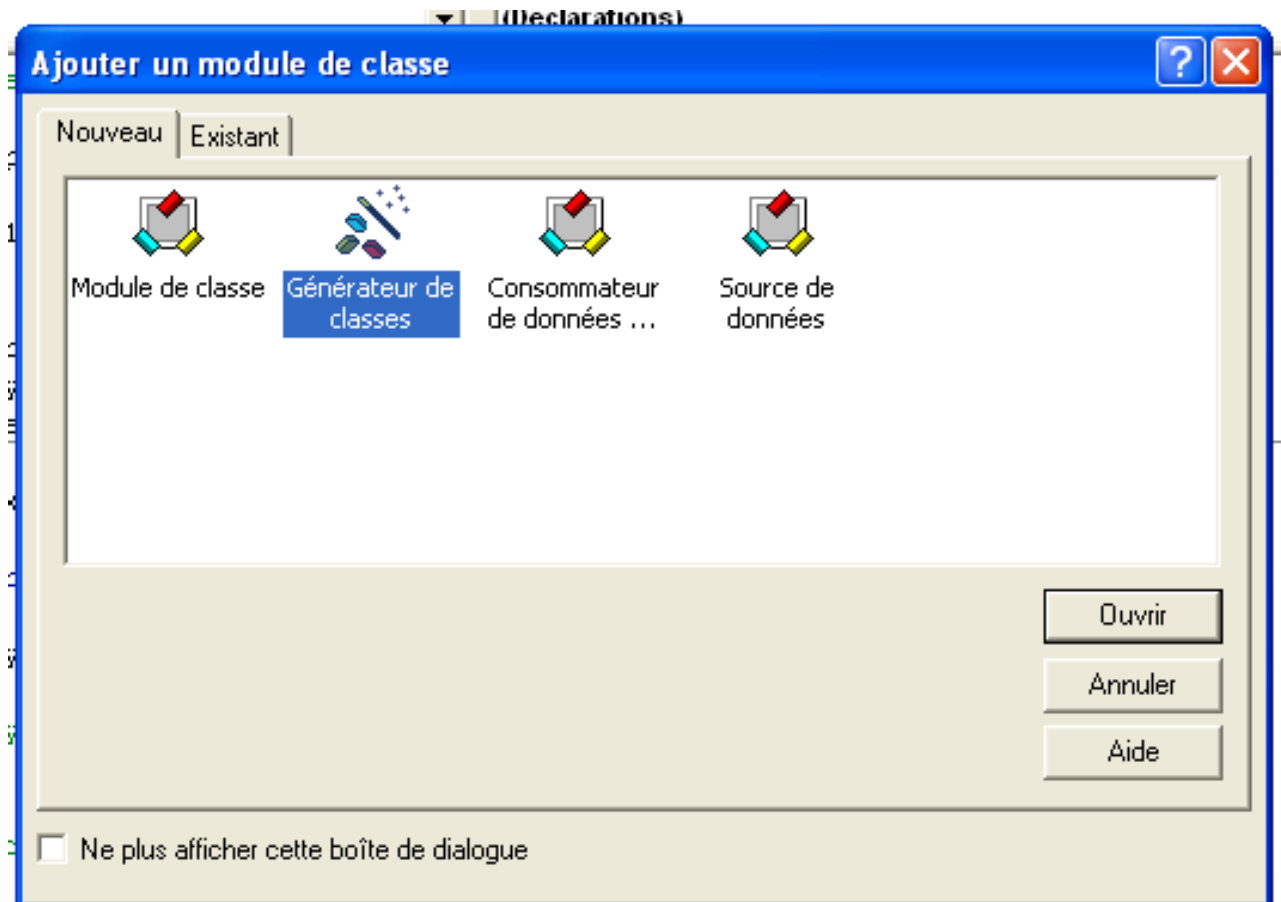 (Declarations)
Ajouter un module de classe
Nouveau
Existant
Module de classe
Générateur de
classes
Consommateur
de données ...
Source de
données
Ouvrir
Annuler
Aide
Ne plus afficher cette boîte de dialogue